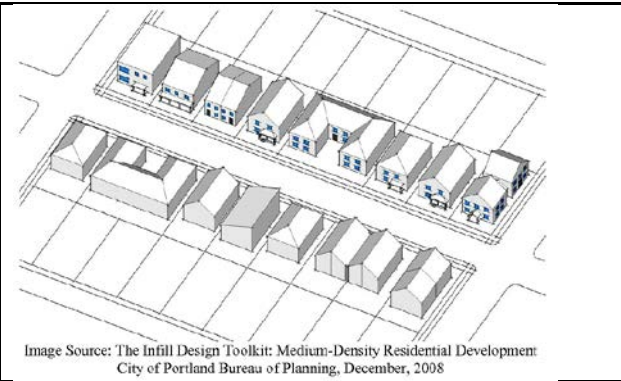 Image Source: The Infill Design Toolkit: Medium-Density Residential Development
City of Portland Bureau of Planning, December, 2008